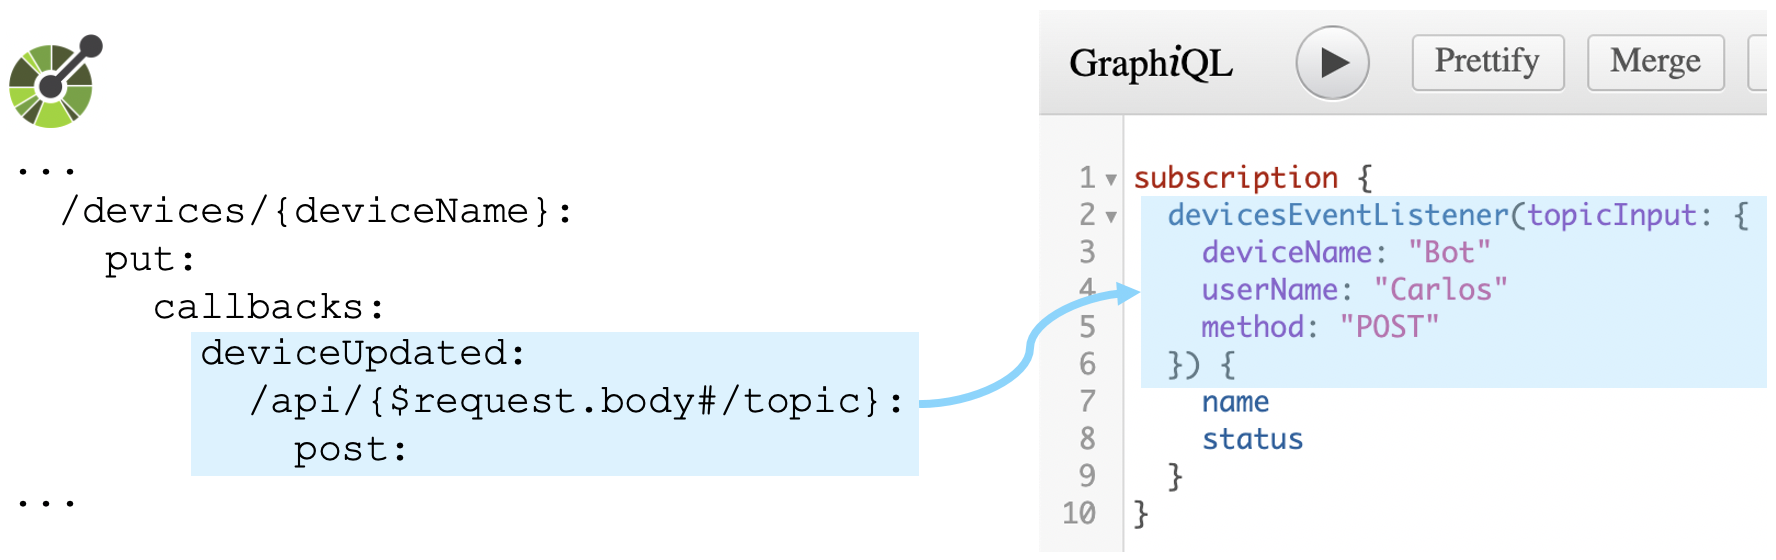 ...
/devices/{deviceName}:
put:
callbacks:
deviceUpdated:
/api/{$request.body#/topic}:
post:
...
GraphiQL Prettify Merge
1 subscription {
2 devicesEventListener(topicInput: {
3 deviceName: "Bot"
4 userName: "Carlos"
5 method: "POST"
6 }) {
7 name
8 status
9 }
10 }